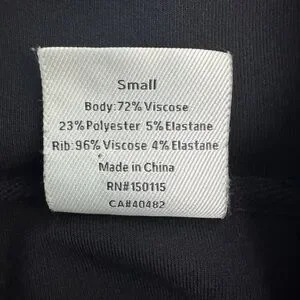 Small
Body:72% Viscose
23% Polyester 5% Elastane
Rib:96% Viscose 4% Elastane
Made in China
RN#150115
CA#40482